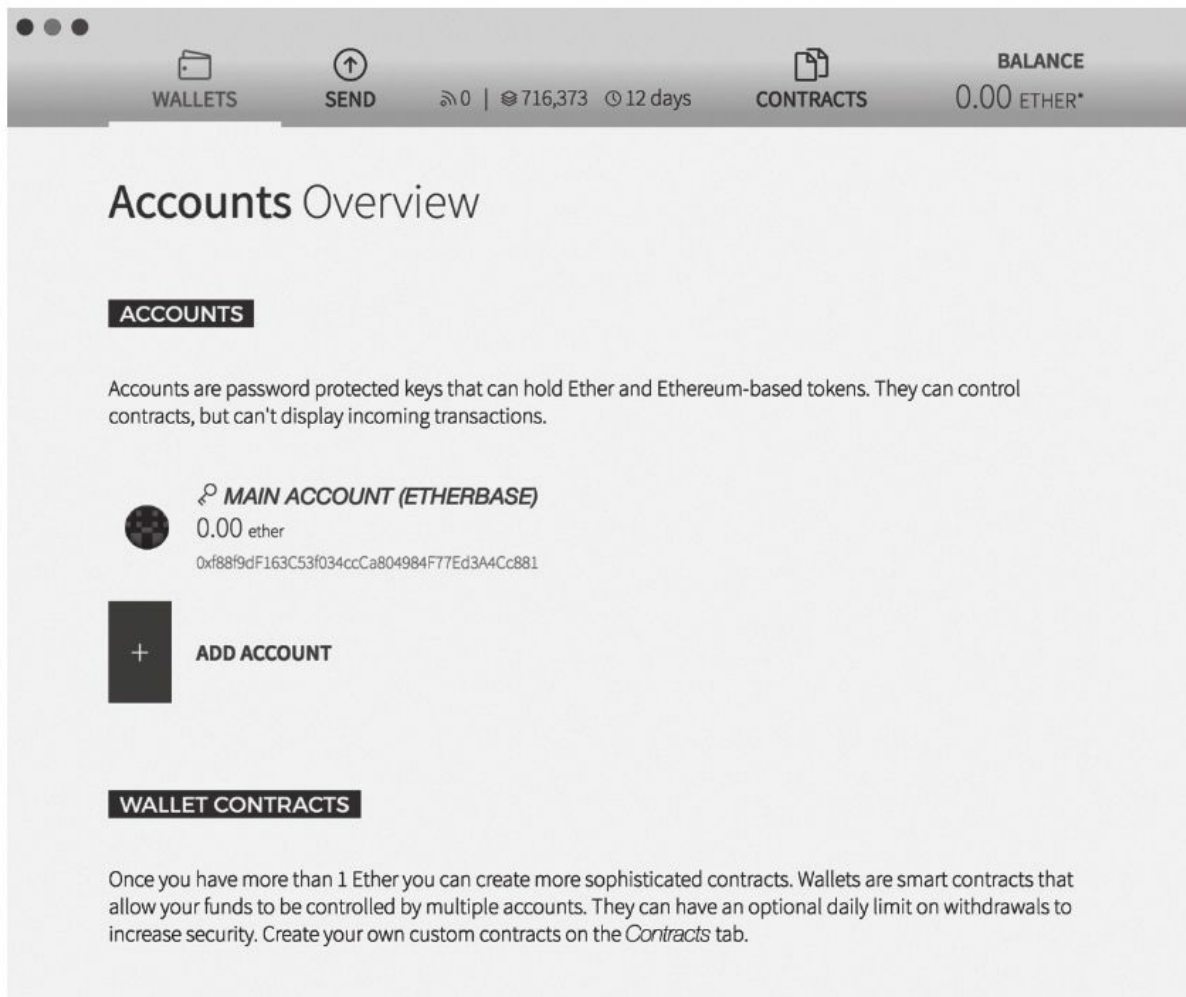 WALLETS
SEND
0 | 716,373 12 days
CONTRACTS
BALANCE
0.00 ETHER*
Accounts Overview
ACCOUNTS
Accounts are password protected keys that can hold Ether and Ethereum-based tokens. They can control
contracts, but can't display incoming transactions.
MAIN ACCOUNT (ETHERBASE)
0.00 ether
0xf88f9dF163C53f034ccCa804984F77Ed3A4Cc881
+
ADD ACCOUNT
WALLET CONTRACTS
Once you have more than 1 Ether you can create more sophisticated contracts. Wallets are smart contracts that
allow your funds to be controlled by multiple accounts. They can have an optional daily limit on withdrawals to
increase security. Create your own custom contracts on the Contracts tab.